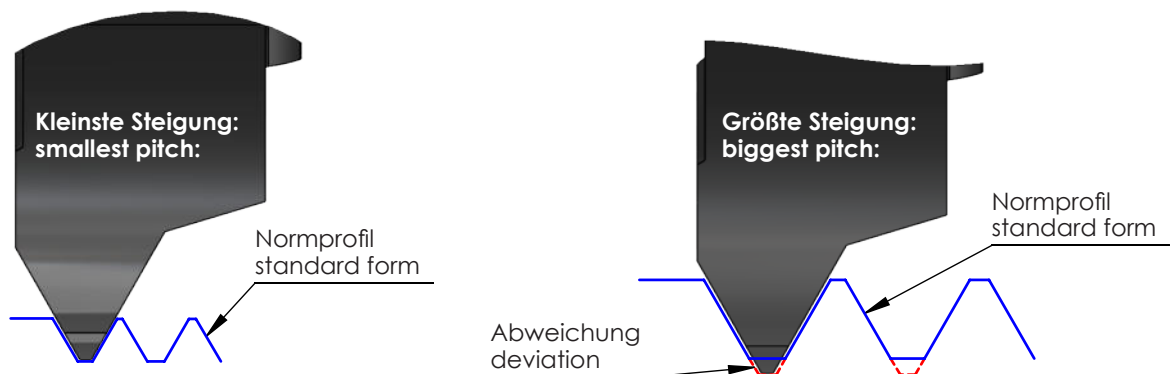 Kleinste Steigung:
smallest pitch:
Normprofil
standard form
Größte Steigung:
biggest pitch:
Normprofil
standard form
Abweichung
deviation